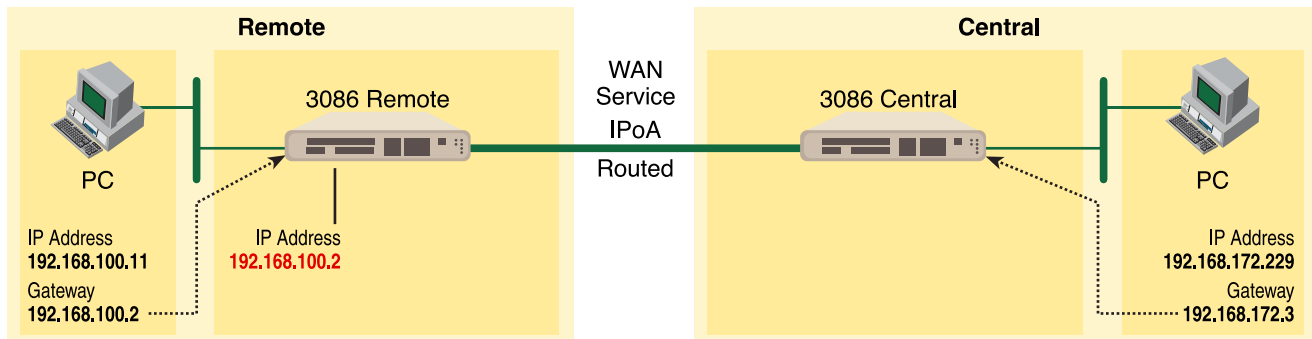 Remote
Central
3086 Remote
WAN
Service
IPoA
Routed
3086 Central
PC
PC
IP Address
192.168.100.11
Gateway
192.168.100.2
IP Address
192.168.100.2
IP Address
192.168.172.229
Gateway
192.168.172.3